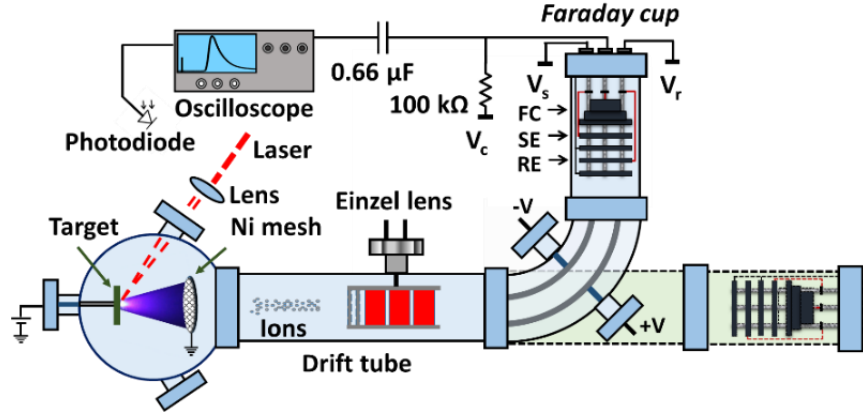 Faraday cup
Oscilloscope
0.66 μF
100 kΩ
Vc
Vs
Vr
FC
SE
RE
Photodiode
Laser
Lens
Target
Ni mesh
Einzel lens
-V
+V
Ions
Drift tube